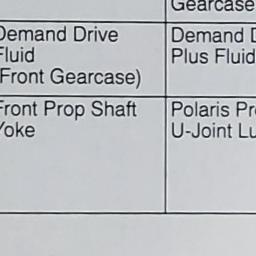 Gearcase
Demand Drive
Fluid
(Front Gearcase)
Demand D
Plus Fluid
Front Prop Shaft
Yoke
Polaris Pr
U-Joint Lu